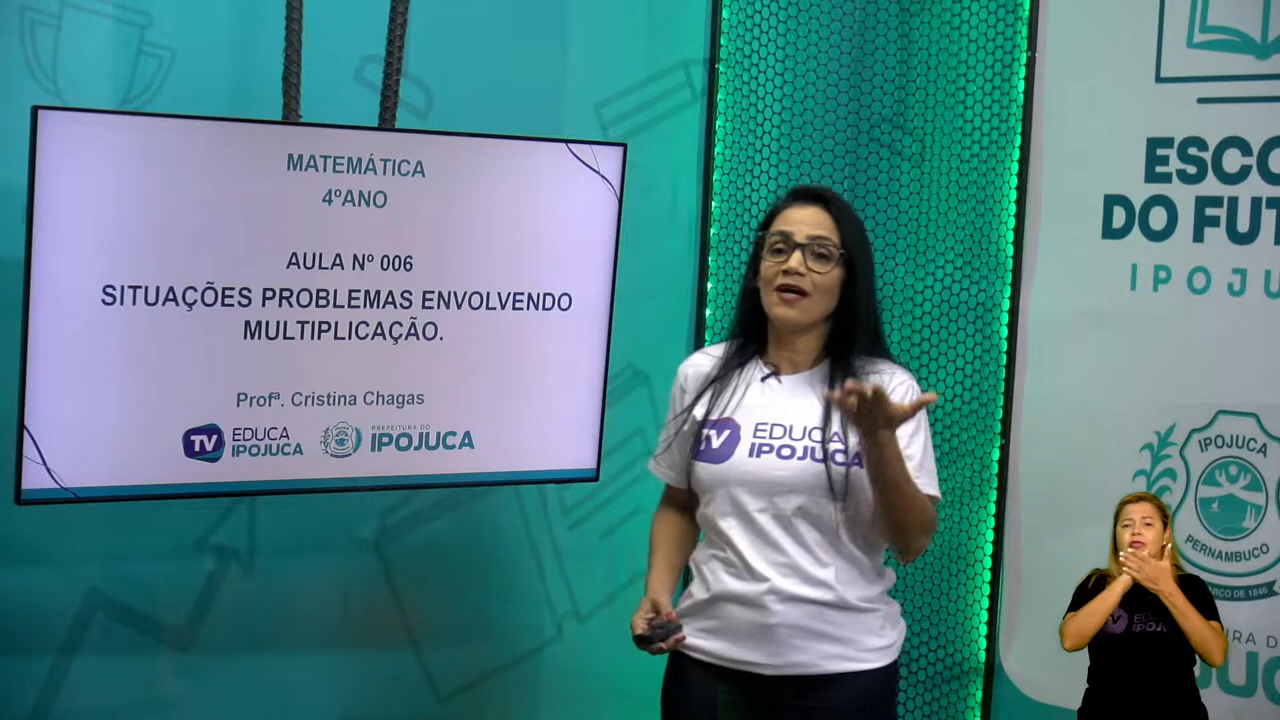 MATEMÁTICA
4ºANO
AULA Nº 006
SITUAÇÕES PROBLEMAS ENVOLVENDO
MULTIPLICAÇÃO.
Profª. Cristina Chagas
TV EDUCA
IPOJUCA
PREFEITURA DO
IPOJUCA
TV EDUCA
IPOJUCA
ESCO
DO FUT
IPOJU
IPOJUCA
PERNAMBUCO